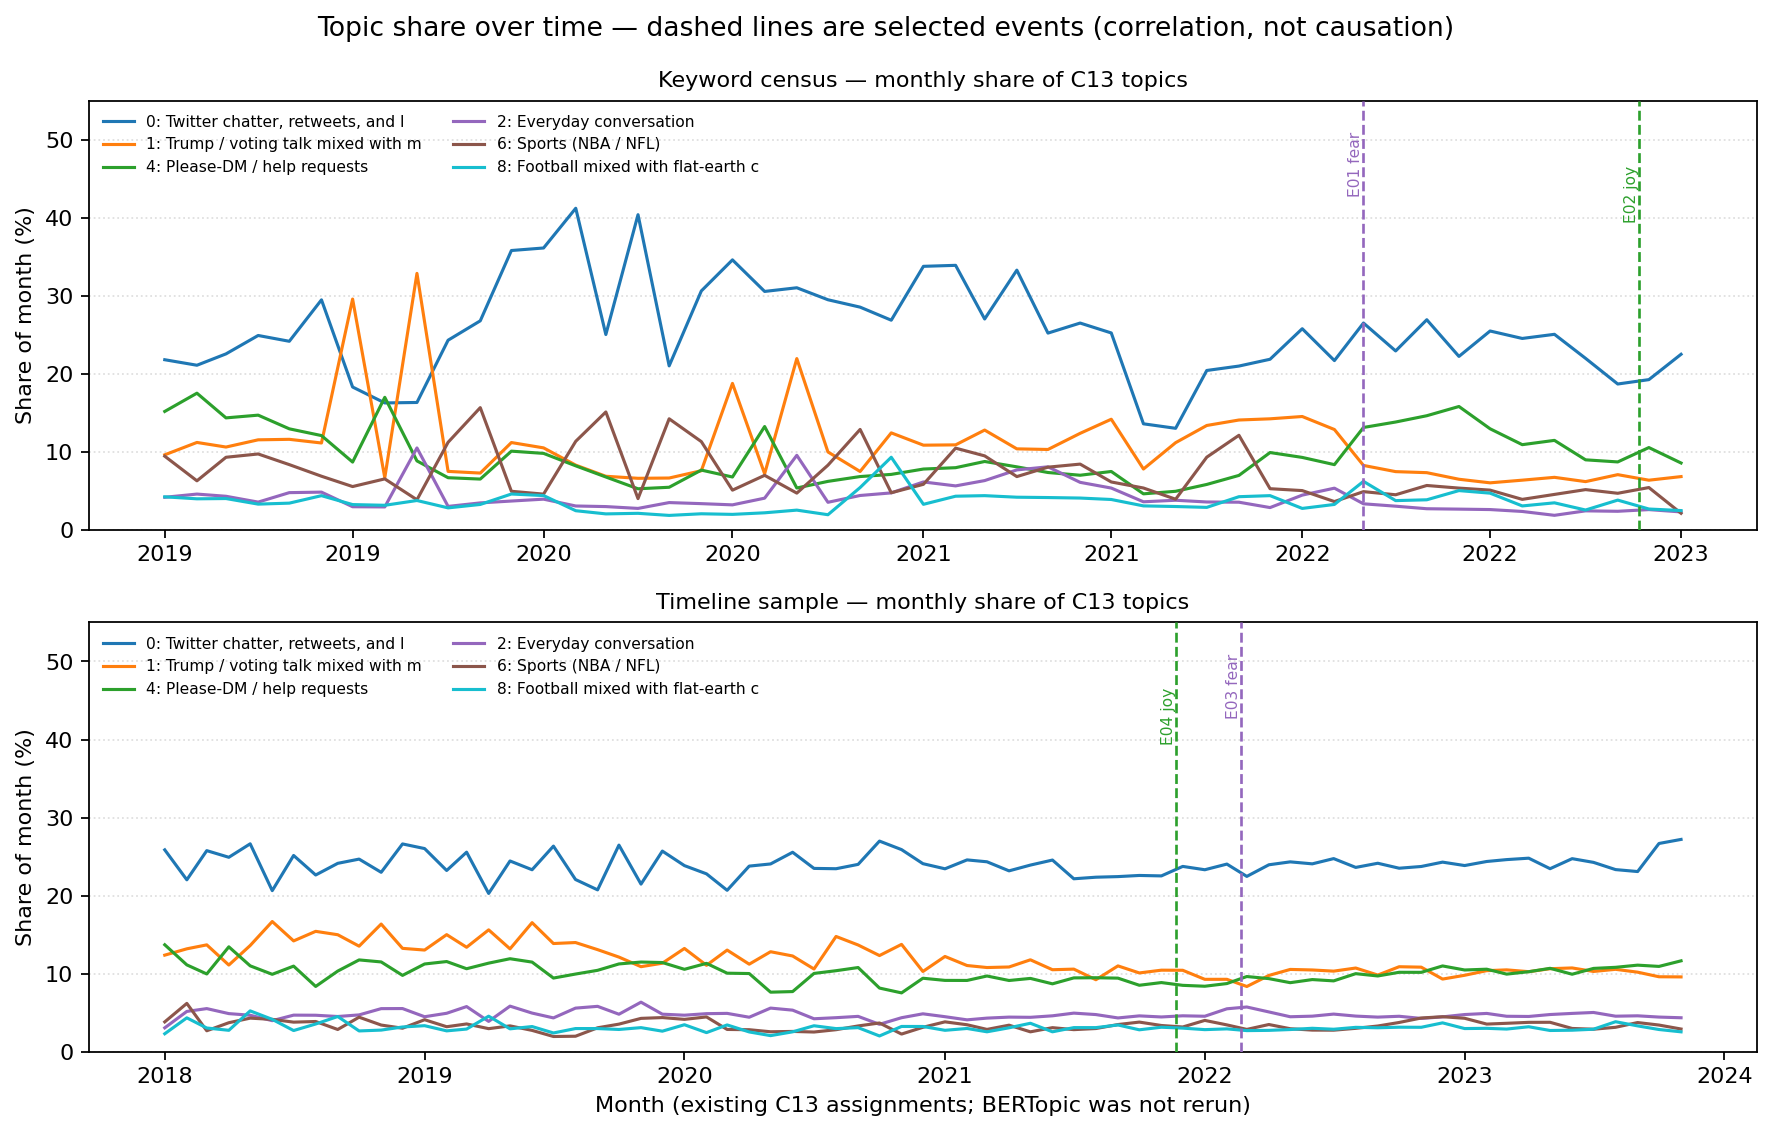 Topic share over time — dashed lines are selected events (correlation, not causation)
Keyword census — monthly share of C13 topics
0: Twitter chatter, retweets, and l
1: Trump / voting talk mixed with m
4: Please-DM / help requests
2: Everyday conversation
6: Sports (NBA / NFL)
8: Football mixed with flat-earth c
E01 fear
E02 joy
Share of month (%)
50
40
30
20
10
0
2019 2019 2020 2020 2021 2021 2022 2022 2023
Timeline sample — monthly share of C13 topics
0: Twitter chatter, retweets, and l
1: Trump / voting talk mixed with m
4: Please-DM / help requests
2: Everyday conversation
6: Sports (NBA / NFL)
8: Football mixed with flat-earth c
E04 joy
E03 fear
Share of month (%)
50
40
30
20
10
0
2018 2019 2020 2021 2022 2023 2024
Month (existing C13 assignments; BERTopic was not rerun)